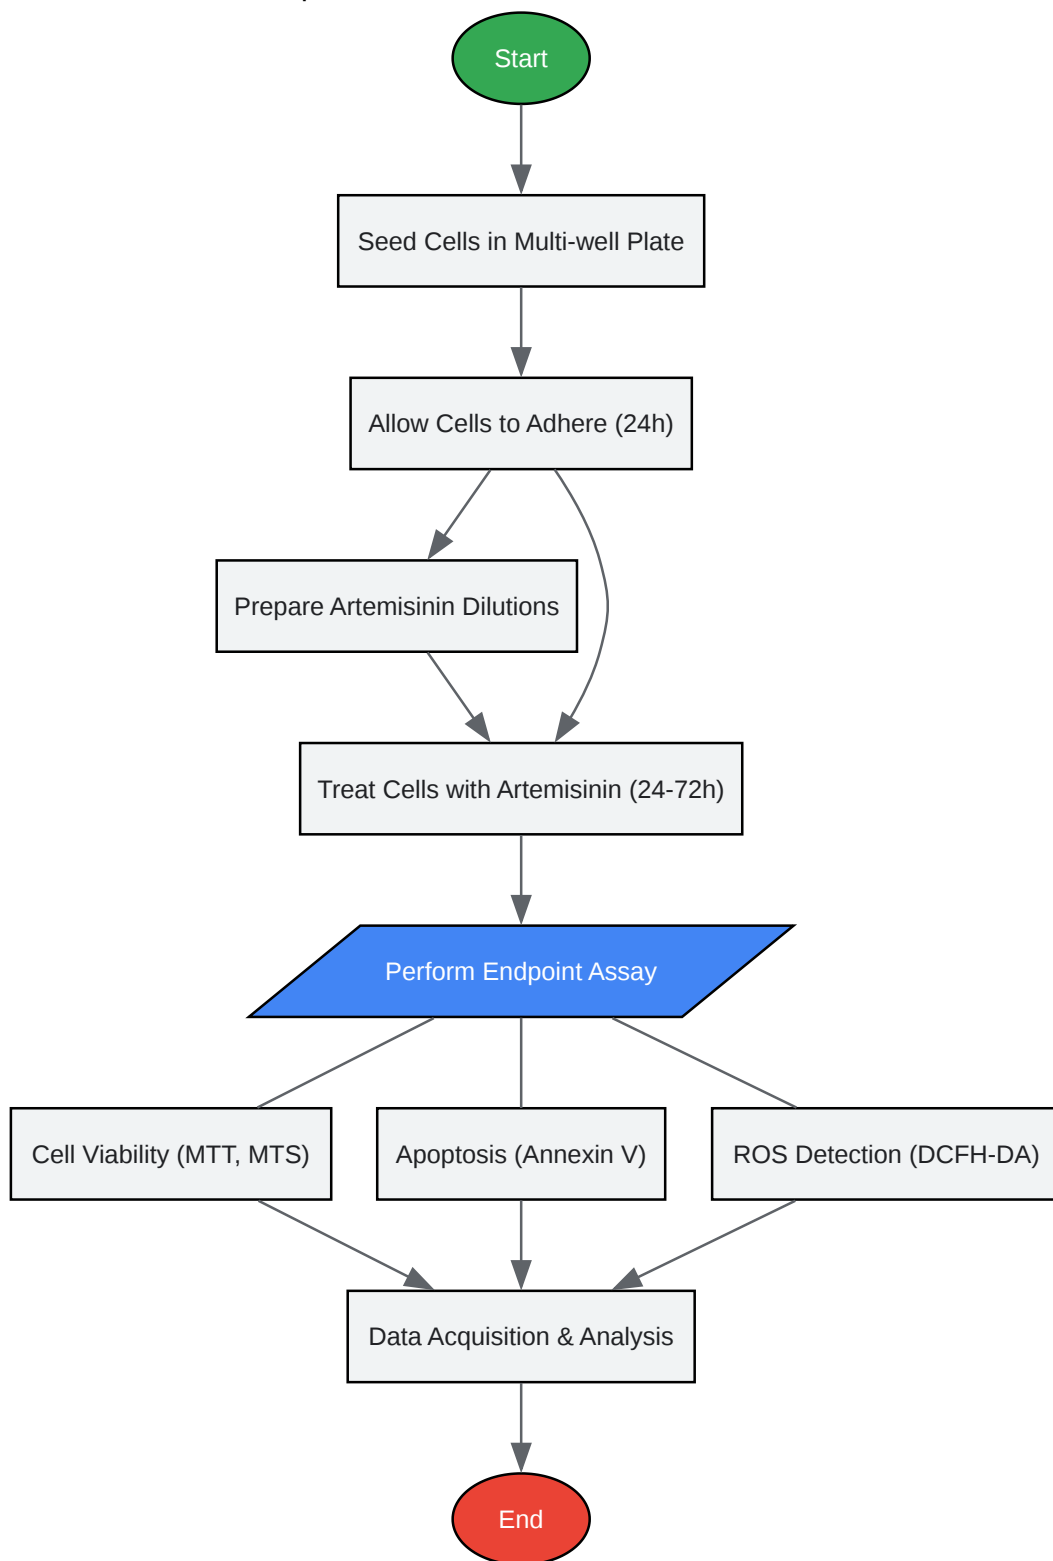 Start
Seed Cells in Multi-well Plate
Allow Cells to Adhere (24h)
Prepare Artemisinin Dilutions
Treat Cells with Artemisinin (24-72h)
Perform Endpoint Assay
Cell Viability (MTT, MTS)
Apoptosis (Annexin V)
ROS Detection (DCFH-DA)
Data Acquisition & Analysis
End